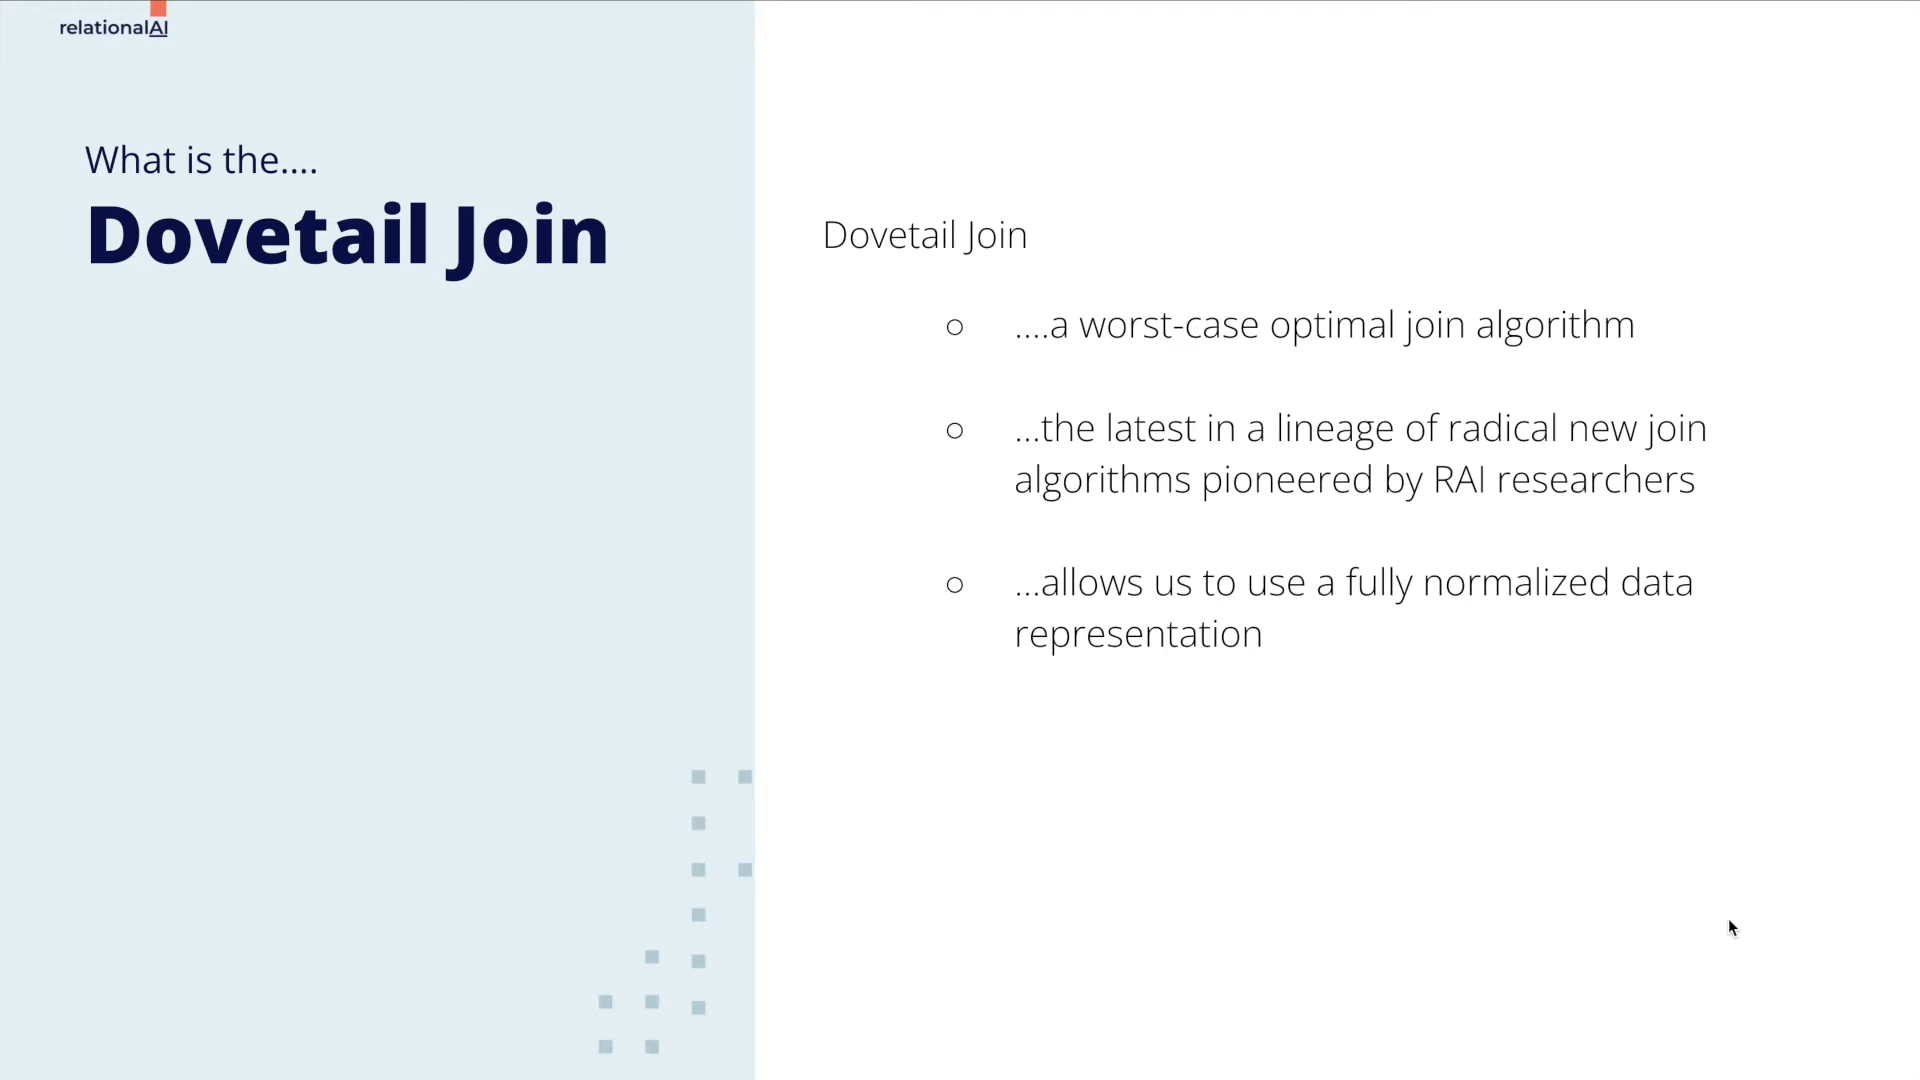 relationalAI
What is the....
Dovetail Join
Dovetail Join
....a worst-case optimal join algorithm
...the latest in a lineage of radical new join
algorithms pioneered by RAI researchers
...allows us to use a fully normalized data
representation